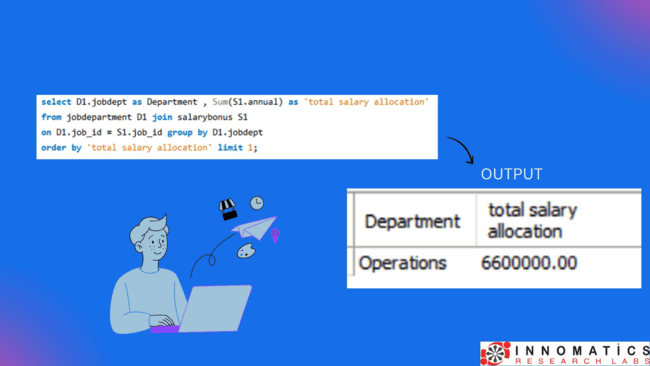 select D1.jobdept as Department , Sum(S1.annual) as 'total salary allocation'
from jobdepartment D1 join salarybonus S1
on D1.job_id = S1.job_id group by D1.jobdept
order by 'total salary allocation' limit 1;
OUTPUT
Department total salary
allocation
Operations 6600000.00
INNOMATiCS
RESEARCH LABS